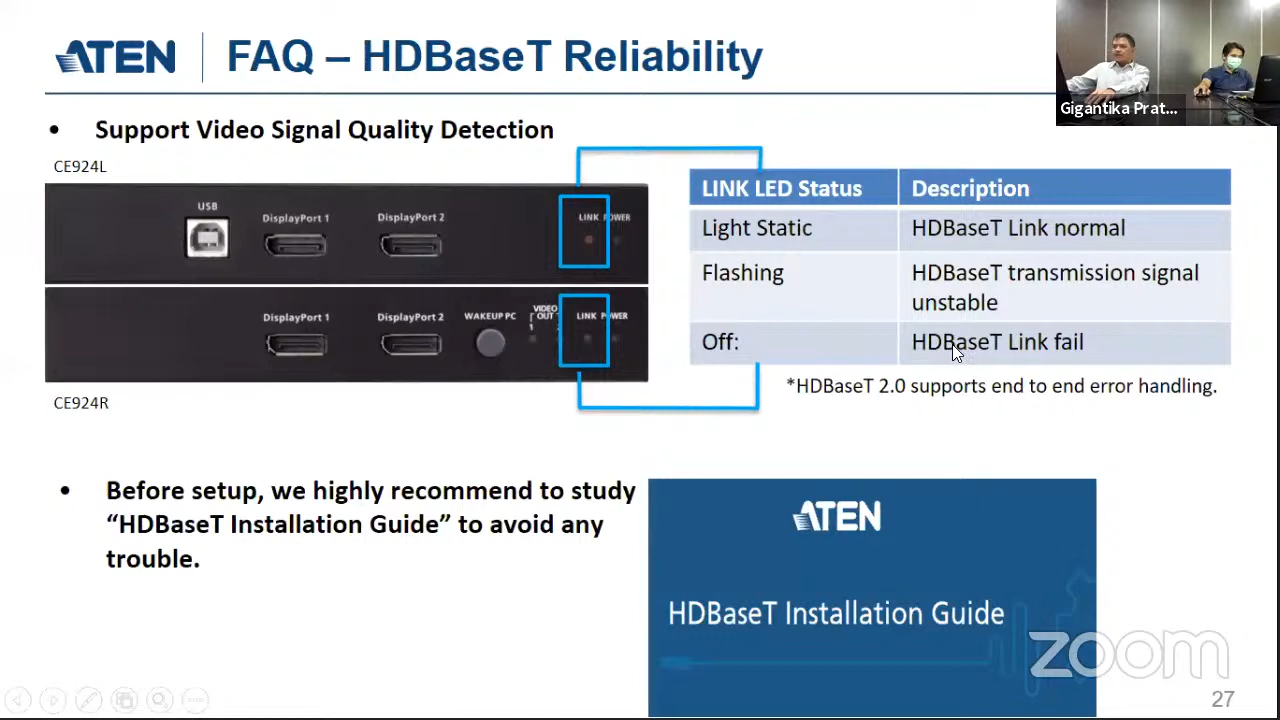 ATEN
FAQ – HDBaseT Reliability
Gigantika Prat...
• Support Video Signal Quality Detection
CE924L
USB
DisplayPort 1
DisplayPort 2
LINK POWER
DisplayPort 1
DisplayPort 2
WAKEUP PC
VIDEO
OUT
1
LINK POWER
CE924R
LINK LED Status Description
Light Static HDBaseT Link normal
Flashing HDBaseT transmission signal
unstable
Off: HDBaseT Link fail
*HDBaseT 2.0 supports end to end error handling.
• Before setup, we highly recommend to study
“HDBaseT Installation Guide” to avoid any
trouble.
ATEN
HDBaseT Installation Guide
zoom
27